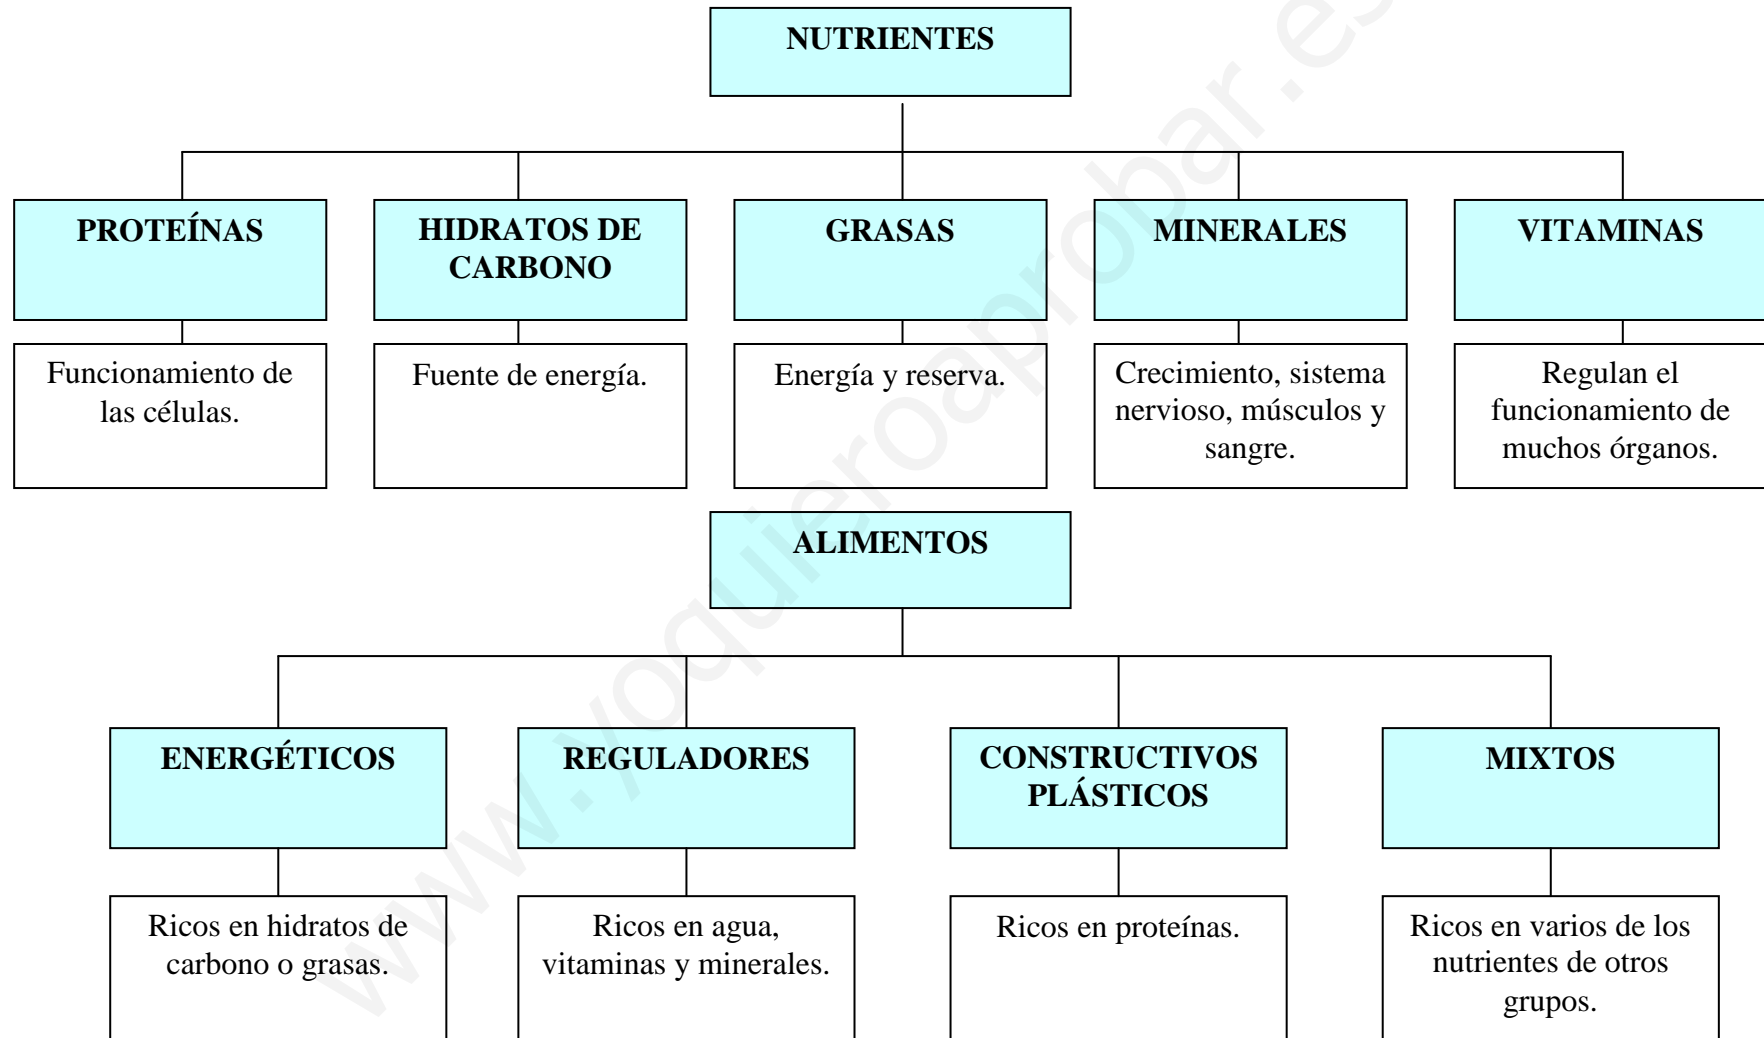 NUTRIENTES
PROTEÍNAS
HIDRATOS DE
CARBONO
GRASAS
MINERALES
VITAMINAS
Funcionamiento de
las células.
Fuente de energía.
Energía y reserva.
Crecimiento, sistema
nervioso, músculos y
sangre.
Regulan el
funcionamiento de
muchos órganos.
ALIMENTOS
ENERGÉTICOS
REGULADORES
CONSTRUCTIVOS
PLÁSTICOS
MIXTOS
Ricos en hidratos de
carbono o grasas.
Ricos en agua,
vitaminas y minerales.
Ricos en proteínas.
Ricos en varios de los
nutrientes de otros
grupos.
www.yoquieroaprobar.es